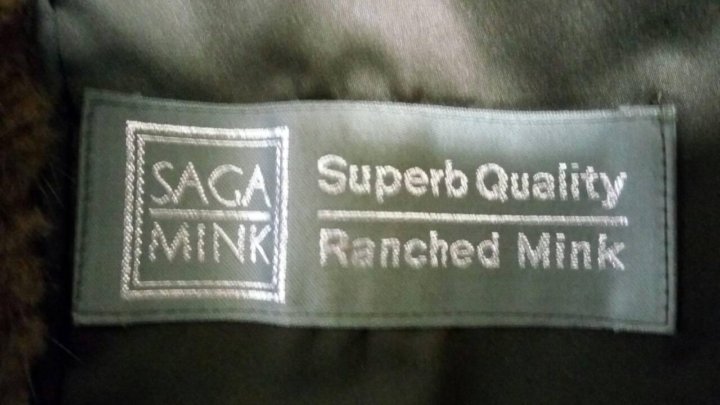 SAGA
MINK
Superb Quality
Ranched Mink